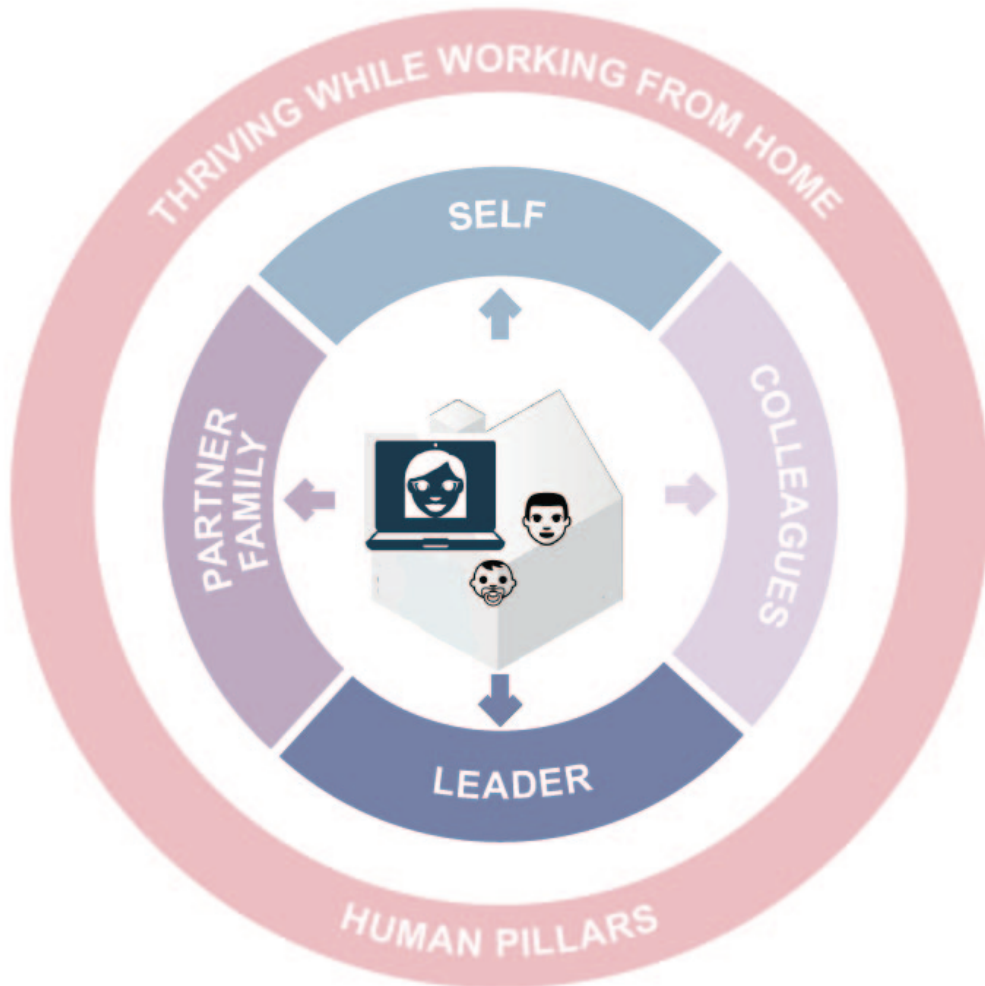 THRIVING WHILE WORKING FROM HOME
SELF
PARTNER
FAMILY
COLLEAGUES
LEADER
HUMAN PILLARS